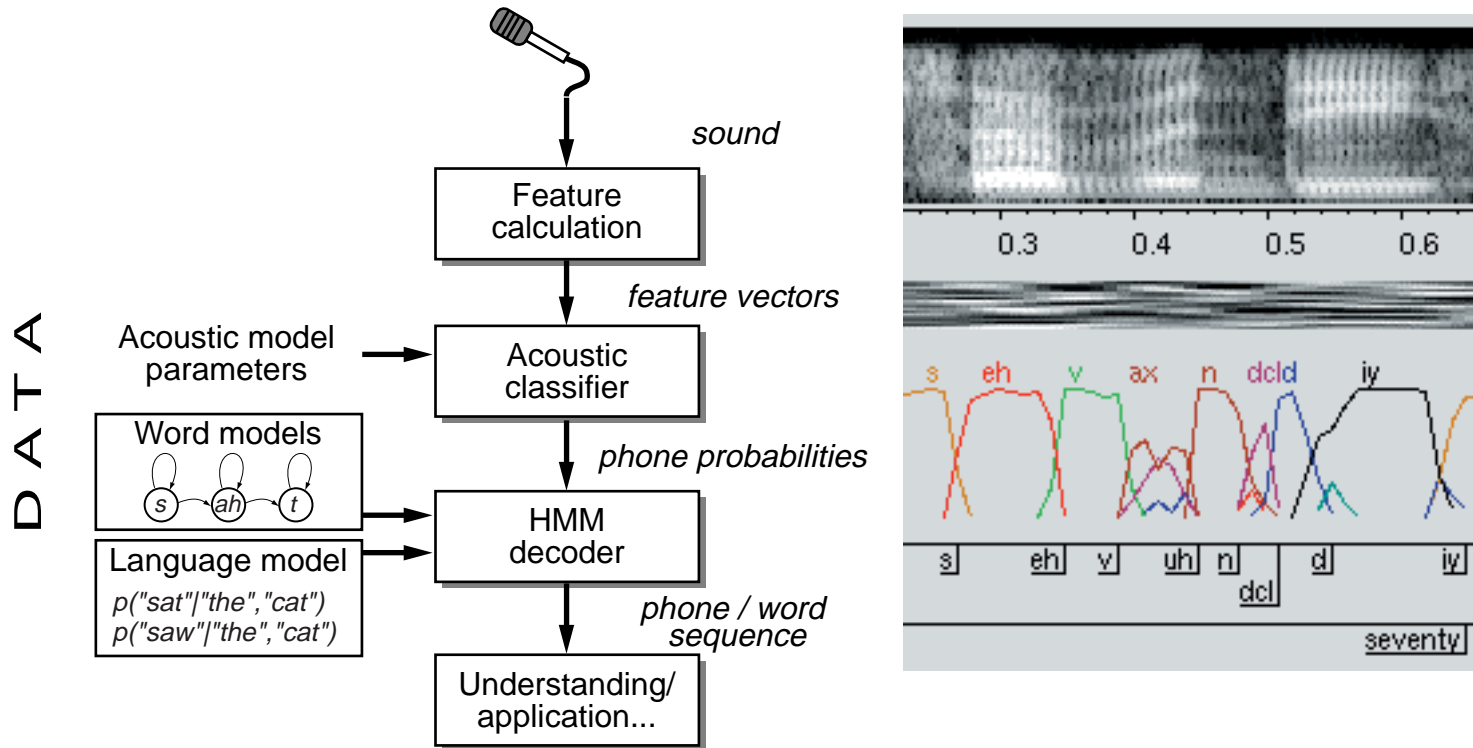 sound
Feature
calculation
feature vectors
DATA
Acoustic model
parameters
Acoustic
classifier
Word models
s ah t
phone probabilities
HMM
decoder
Language model
p("sat"|"the","cat")
p("saw"|"the","cat")
phone / word
sequence
Understanding/
application...
0.3 0.4 0.5 0.6
s eh v ax n dcl d iy
s eh v uh n d iy
dcl
seventy